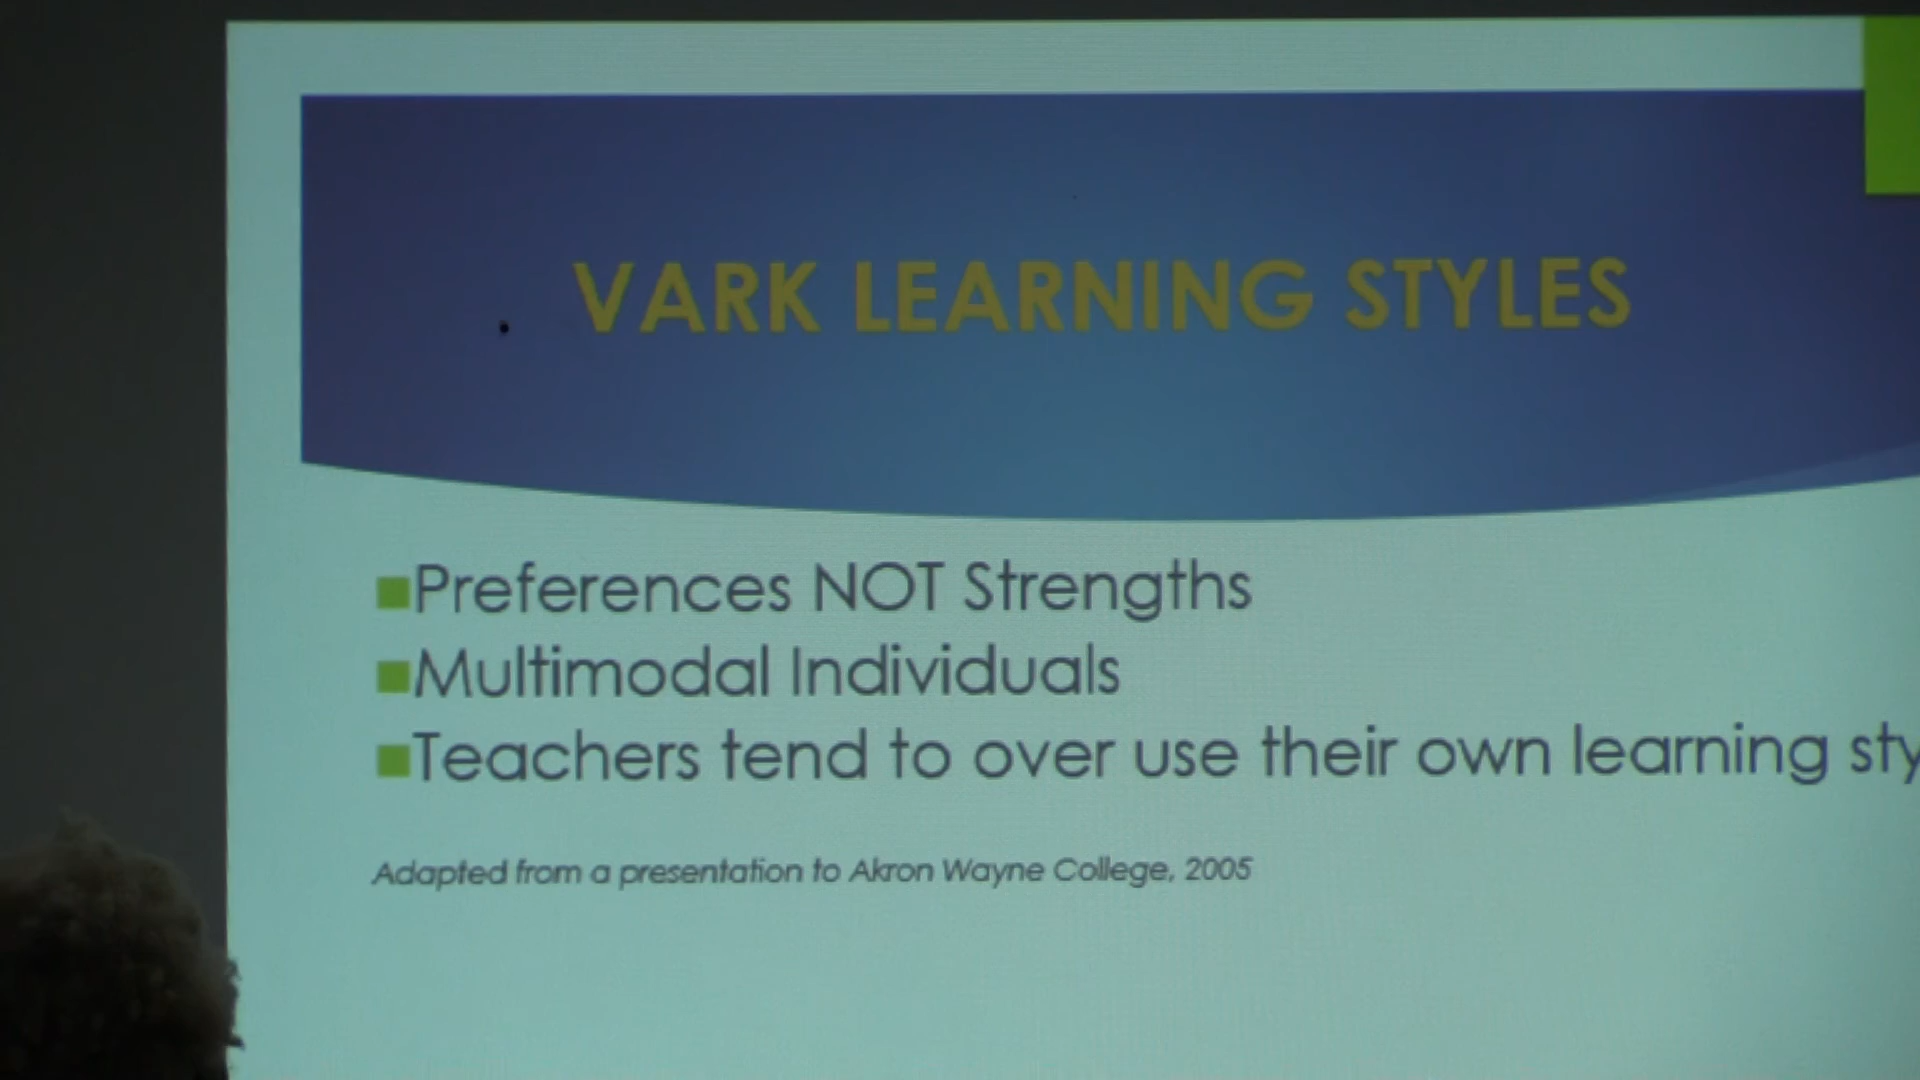 VARK LEARNING STYLES
Preferences NOT Strengths
Multimodal Individuals
Teachers tend to over use their own learning sty
Adapted from a presentation to Akron Wayne College, 2005